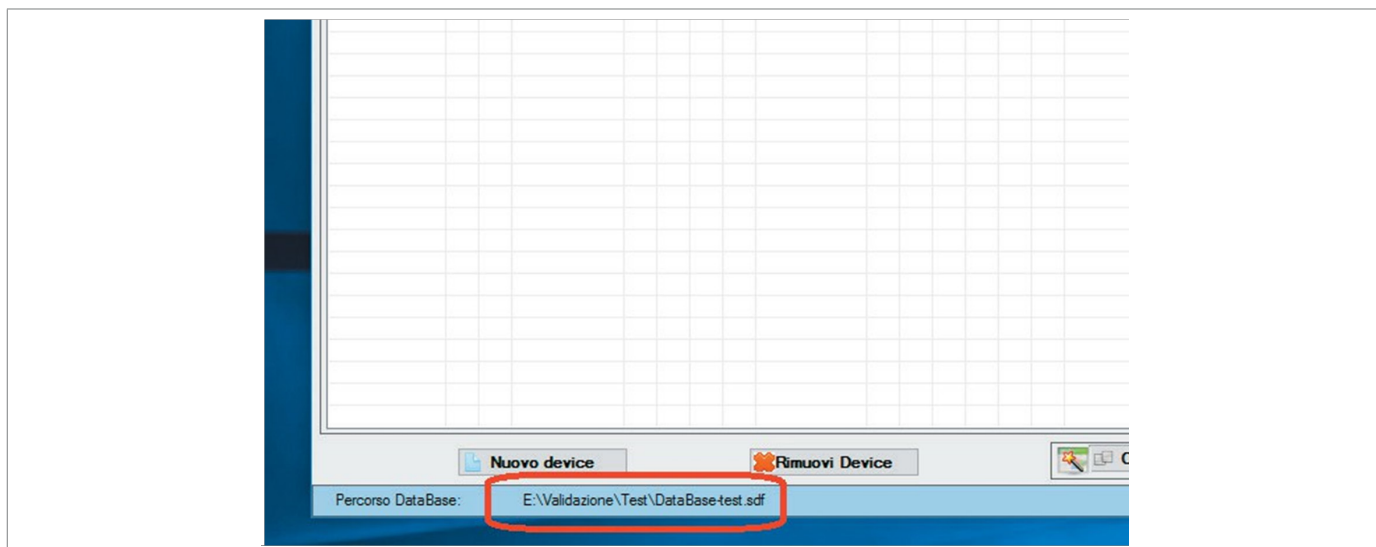 Nuovo device Rimuovi Device
Percorso DataBase: E:\Validazione\Test\DataBase-test.sdf